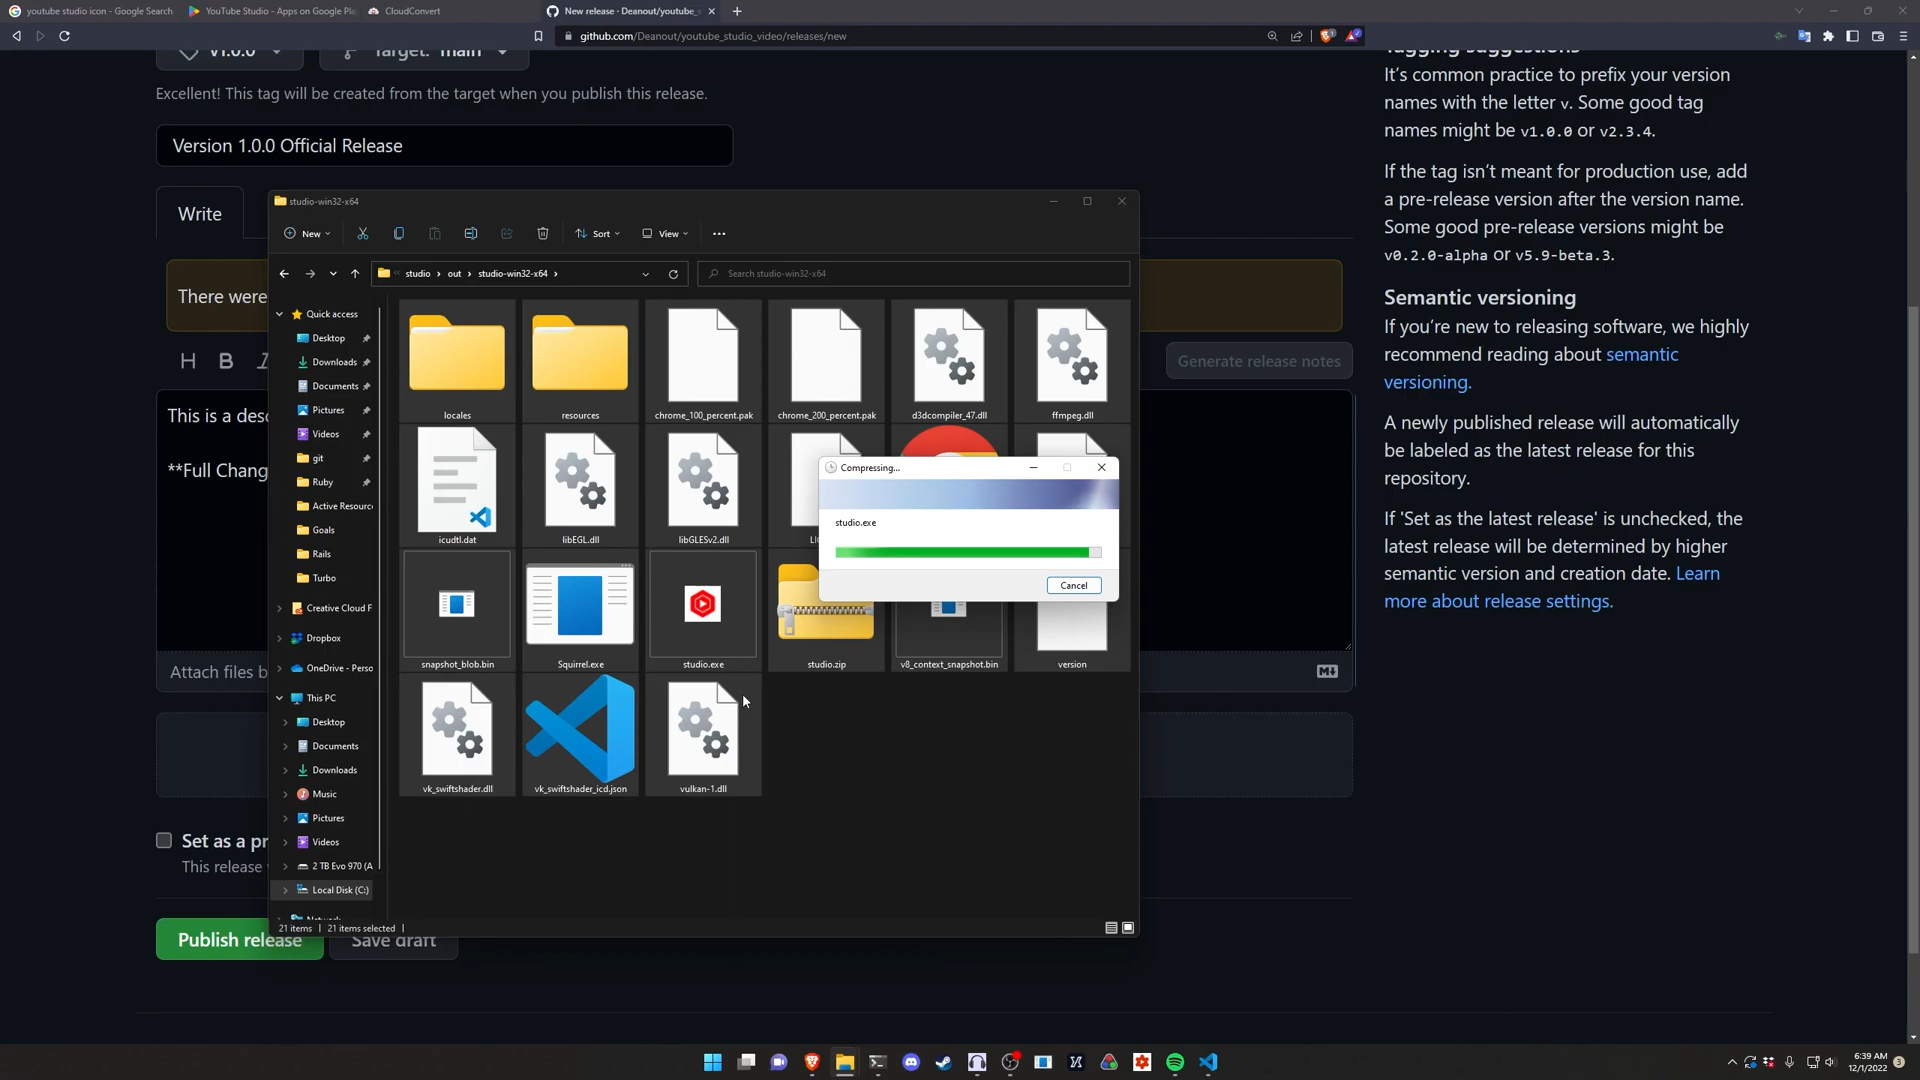 youtube studio icon - Google Search
YouTube Studio - Apps on Google Pla
CloudConvert
New release · Deanout/youtube_s
github.com/Deanout/youtube_studio_video/releases/new
v1.0.0
Target: main
Excellent! This tag will be created from the target when you publish this release.
Version 1.0.0 Official Release
Write
There were
H B I
Generate release notes
This is a desc
**Full Chang
Attach files b
Set as a pr
This release
Publish release
Save draft
Tagging suggestions
It's common practice to prefix your version
names with the letter v. Some good tag
names might be v1.0.0 or v2.3.4.
If the tag isn't meant for production use, add
a pre-release version after the version name.
Some good pre-release versions might be
v0.2.0-alpha or v5.9-beta.3.
Semantic versioning
If you're new to releasing software, we highly
recommend reading about semantic
versioning.
A newly published release will automatically
be labeled as the latest release for this
repository.
If 'Set as the latest release' is unchecked, the
latest release will be determined by higher
semantic version and creation date. Learn
more about release settings.
studio-win32-x64
New
Sort
View
studio > out > studio-win32-x64 >
Search studio-win32-x64
Quick access
Desktop
Downloads
Documents
Pictures
Videos
git
Ruby
Active Resourc
Goals
Rails
Turbo
Creative Cloud F
Dropbox
OneDrive - Perso
This PC
Desktop
Documents
Downloads
Music
Pictures
Videos
2 TB Evo 970 (A
Local Disk (C:)
Network
locales
resources
chrome_100_percent.pak
chrome_200_percent.pak
d3dcompiler_47.dll
ffmpeg.dll
icudtl.dat
libEGL.dll
libGLESv2.dll
LI
snapshot_blob.bin
Squirrel.exe
studio.exe
studio.zip
v8_context_snapshot.bin
version
vk_swiftshader.dll
vk_swiftshader_icd.json
vulkan-1.dll
21 items
21 items selected
Compressing...
studio.exe
Cancel
6:39 AM
12/1/2022
3